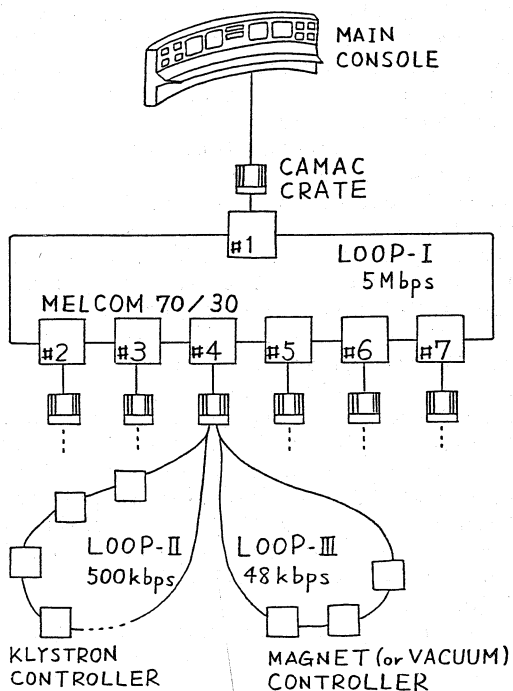 MAIN
CONSOLE
CAMAC
CRATE
#1
LOOP-I
5Mbps
MELCOM 70/30
#2
#3
#4
#5
#6
#7
LOOP-II
500kbps
LOOP-III
48kbps
KLYSTRON
CONTROLLER
MAGNET (or VACUUM)
CONTROLLER